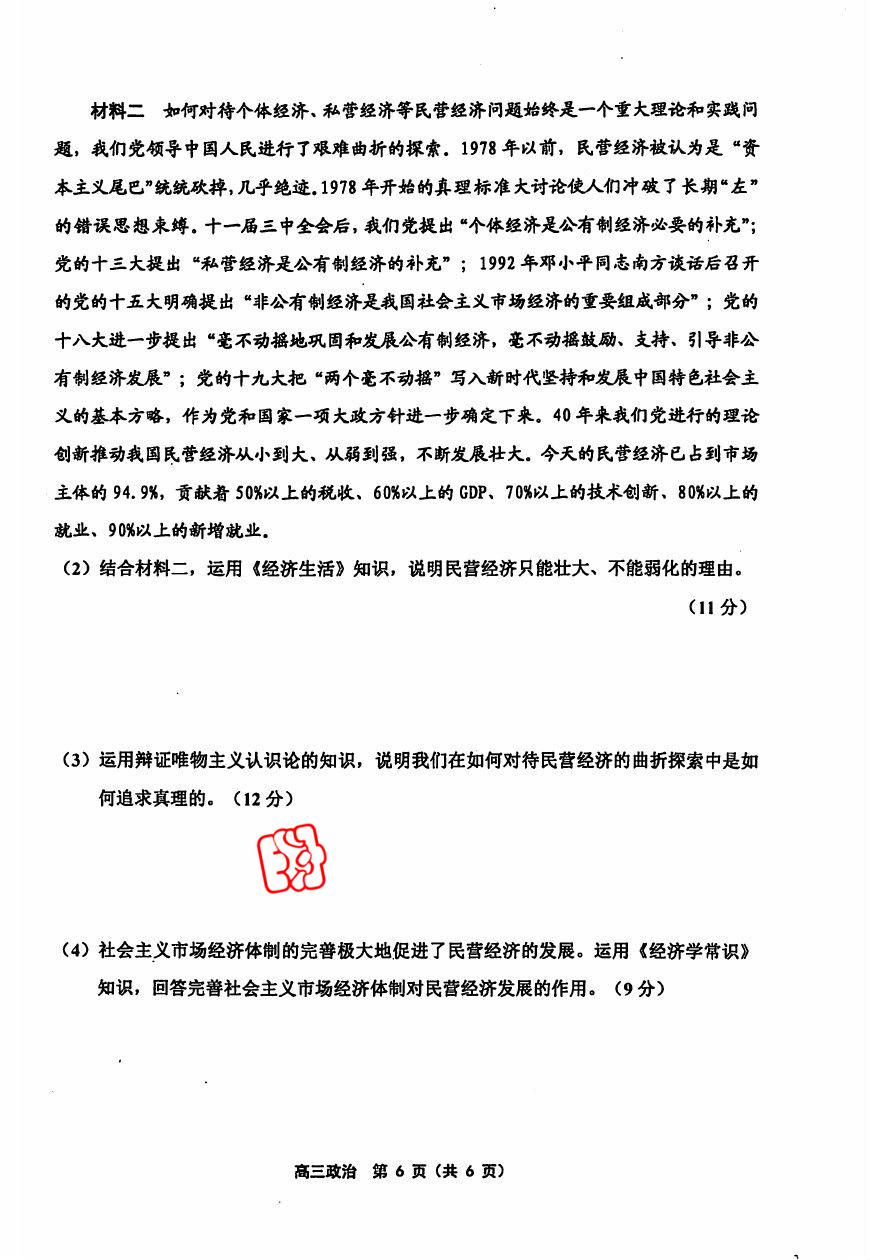 材料二 如何对待个体经济、私营经济等民营经济问题始终是一个重大理论和实践问
题，我们党领导中国人民进行了艰难曲折的探索。1978 年以前，民营经济被认为是“资
本主义尾巴”统统砍掉，几乎绝迹。1978 年开始的真理标准大讨论使人们冲破了长期“左”
的错误思想束缚。十一届三中全会后，我们党提出“个体经济是公有制经济必要的补充”；
党的十三大提出“私营经济是公有制经济的补充”；1992 年邓小平同志南方谈话后召开
的党的十五大明确提出“非公有制经济是我国社会主义市场经济的重要组成部分”；党的
十八大进一步提出“毫不动摇地巩固和发展公有制经济，毫不动摇鼓励、支持、引导非公
有制经济发展”；党的十九大把“两个毫不动摇”写入新时代坚持和发展中国特色社会主
义的基本方略，作为党和国家一项大政方针进一步确定下来。40 年来我们党进行的理论
创新推动我国民营经济从小到大、从弱到强，不断发展壮大。今天的民营经济已占到市场
主体的 94.9%，贡献着 50%以上的税收、60%以上的 GDP、70%以上的技术创新、80%以上的
就业、90%以上的新增就业。
（2）结合材料二，运用《经济生活》知识，说明民营经济只能壮大、不能弱化的理由。
（11 分）
（3）运用辩证唯物主义认识论的知识，说明我们在如何对待民营经济的曲折探索中是如
何追求真理的。（12 分）
（4）社会主义市场经济体制的完善极大地促进了民营经济的发展。运用《经济学常识》
知识，回答完善社会主义市场经济体制对民营经济发展的作用。（9 分）
高三政治 第 6 页（共 6 页）